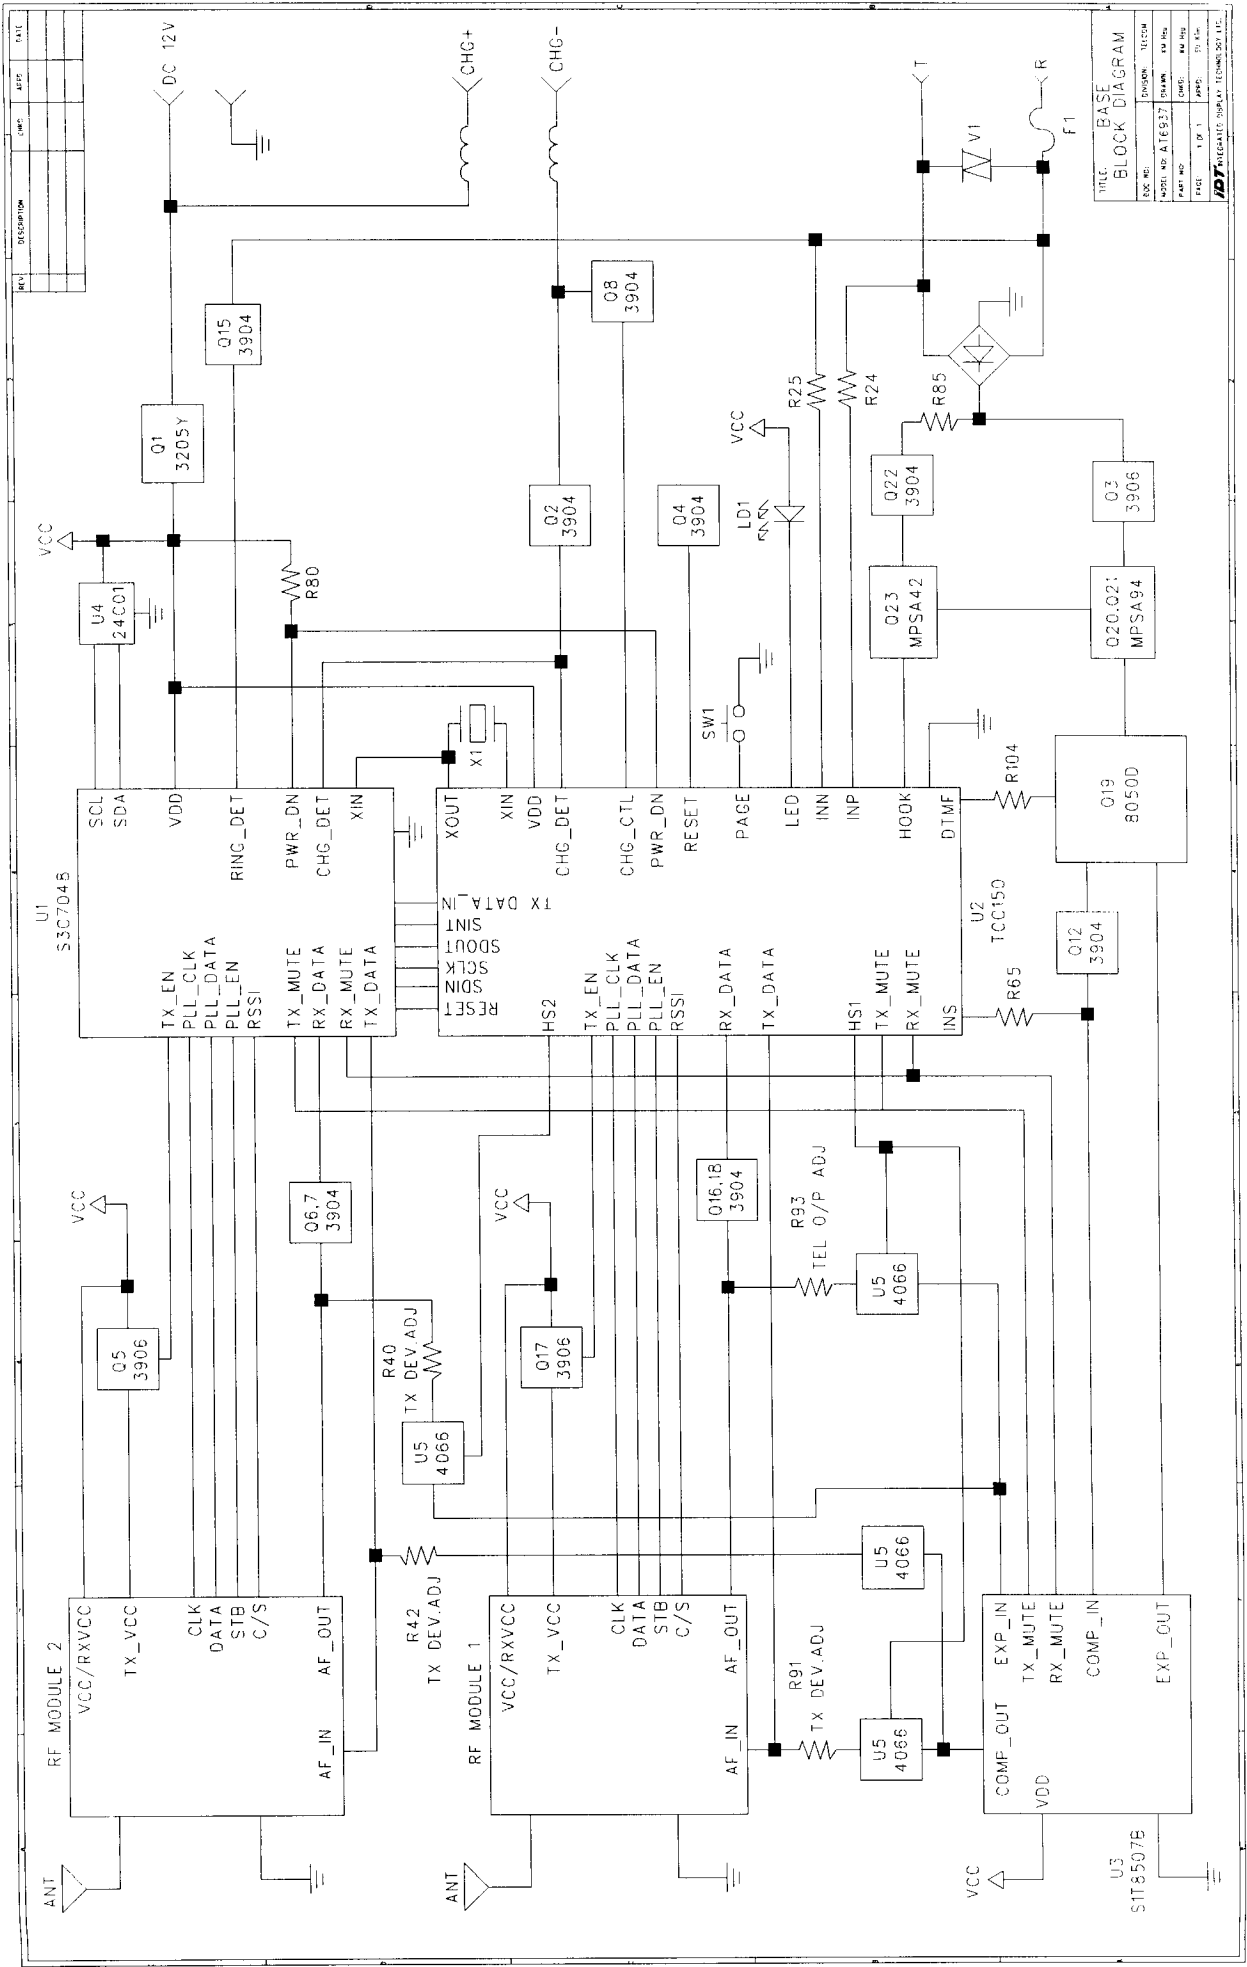 RF MODULE 2
ANT
VCC/RXVCC
TX_VCC
CLK
DATA
STB
C/S
AF_OUT
AF_IN
Q5
3906
VCC
Q6,7
3904
R40
TX DEV.ADJ
U5
4066
R42
TX DEV.ADJ
U1
S3C704B
TX_EN
PLL_CLK
PLL_DATA
PLL_EN
RSSI
TX_MUTE
RX_DATA
RX_MUTE
TX_DATA
SCL
SDA
VDD
RING_DET
PWR_DN
CHG_DET
XIN
U4
24C01
VCC
Q1
3205Y
Q15
3904
R80
DC 12V
CHG+
CHG-
RF MODULE 1
ANT
VCC/RXVCC
TX_VCC
CLK
DATA
STB
C/S
AF_OUT
AF_IN
Q17
3906
VCC
Q16,18
3904
R93
TEL O/P ADJ
U5
4066
R91
TX DEV.ADJ
U5
4066
U5
4066
U2
TCC150
RESET
SDIN
SCLK
SDOUT
SINT
TX DATA_IN
HS2
TX_EN
PLL_CLK
PLL_DATA
PLL_EN
RSSI
RX_DATA
TX_DATA
HS1
TX_MUTE
RX_MUTE
INS
XOUT
XIN
VDD
CHG_DET
CHG_CTL
PWR_DN
RESET
PAGE
LED
INN
INP
HOOK
DTMF
X1
SW1
Q2
3904
Q8
3904
Q4
3904
LD1
VCC
R25
R24
Q22
3904
R85
Q23
MPSA42
Q20,Q21
MPSA94
Q3
3906
Q19
8050D
R104
Q12
3904
R65
T
V1
R
F1
U3
S1T8507B
VCC
VDD
COMP_OUT
EXP_IN
TX_MUTE
RX_MUTE
COMP_IN
EXP_OUT
REV
DESCRIPTION
CHKD
APPD
DATE
TITLE: BASE
BLOCK DIAGRAM
DOC NO:
DIVISION: TELCOM
MODEL NO: AT6937
DRAWN:
PART NO:
CHKD:
PAGE: 1 OF 1
APPD:
IDT INTEGRATED DISPLAY TECHNOLOGY LTD.